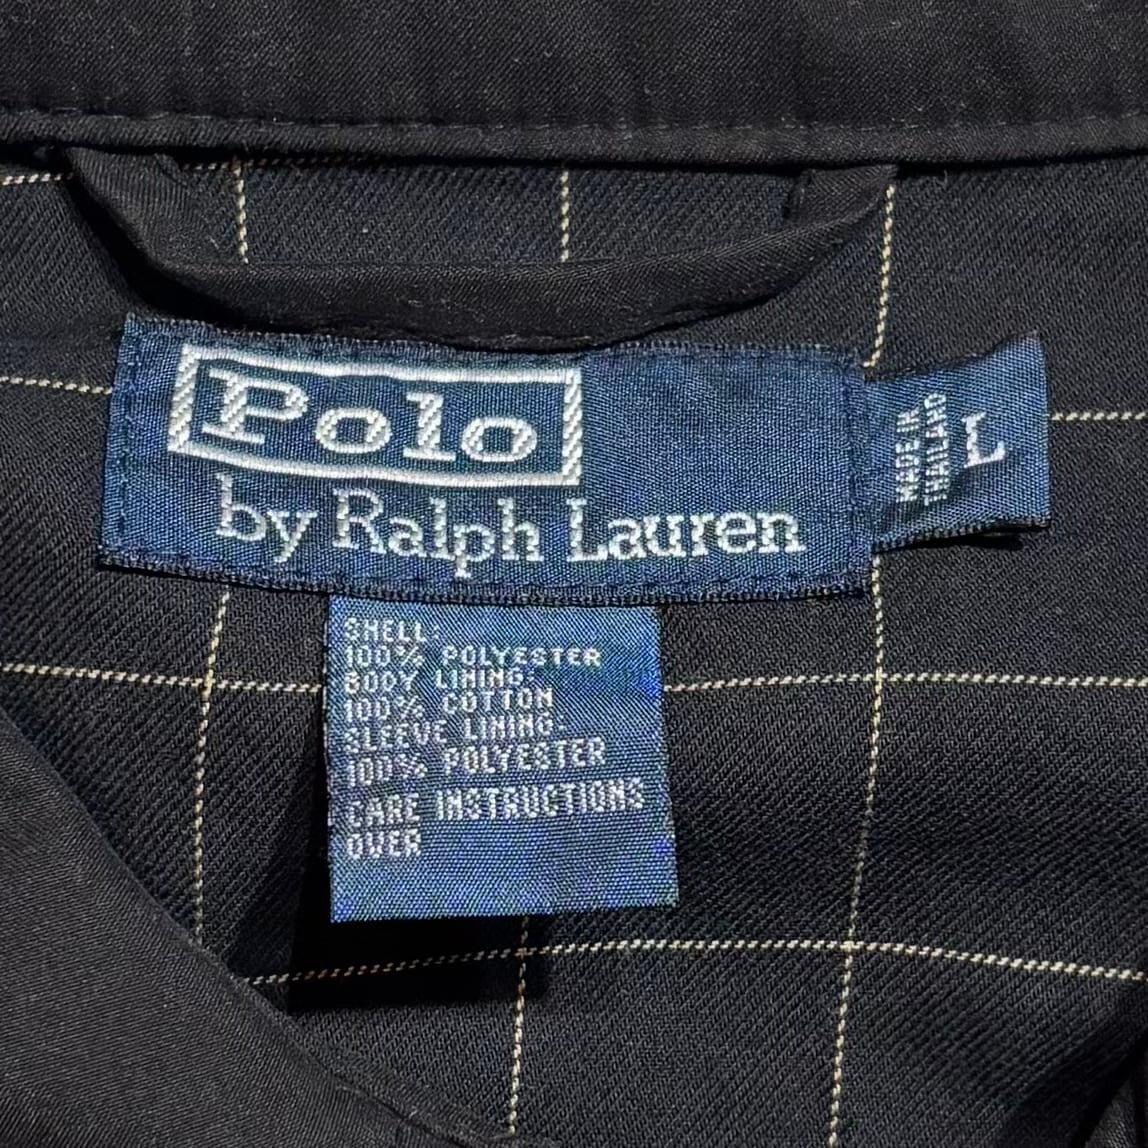 Polo
by Ralph Lauren
MADE IN
THAILAND
L
SHELL:
100% POLYESTER
BODY LINING:
100% COTTON
SLEEVE LINING:
100% POLYESTER
CARE INSTRUCTIONS
OVER